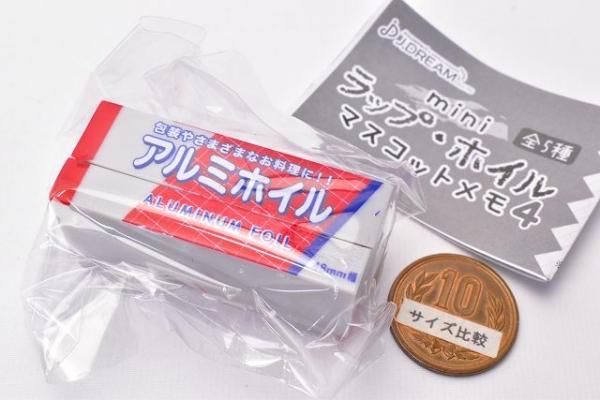 包装やさまざまなお料理に!!
アルミホイル
ALUMINUM FOIL
J.DREAM
mini
ラップ・ホイル
マスコットメモ4
全5種
10
サイズ比較